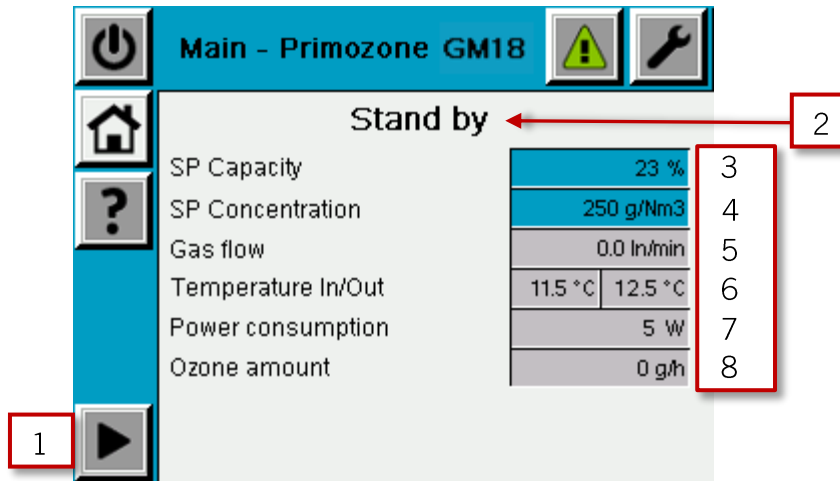 Main - Primozone GM18
Stand by
2
SP Capacity 23 % 3
?
SP Concentration 250 g/Nm3 4
Gas flow 0.0 ln/min 5
Temperature In/Out 11.5 °C 12.5 °C 6
Power consumption 5 W 7
Ozone amount 0 g/h 8
1